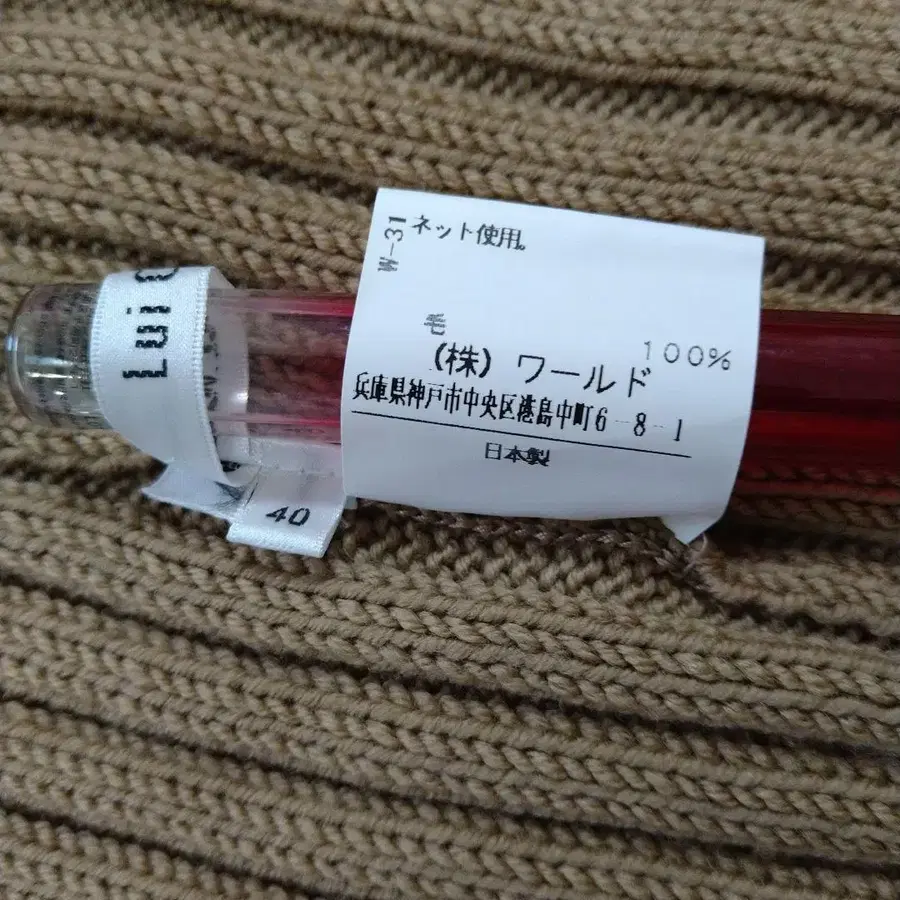 Lui
40
M-31
ネット使用。
毛 100%
(株) ワールド
兵庫県神戸市中央区港島中町6-8-1
日本製